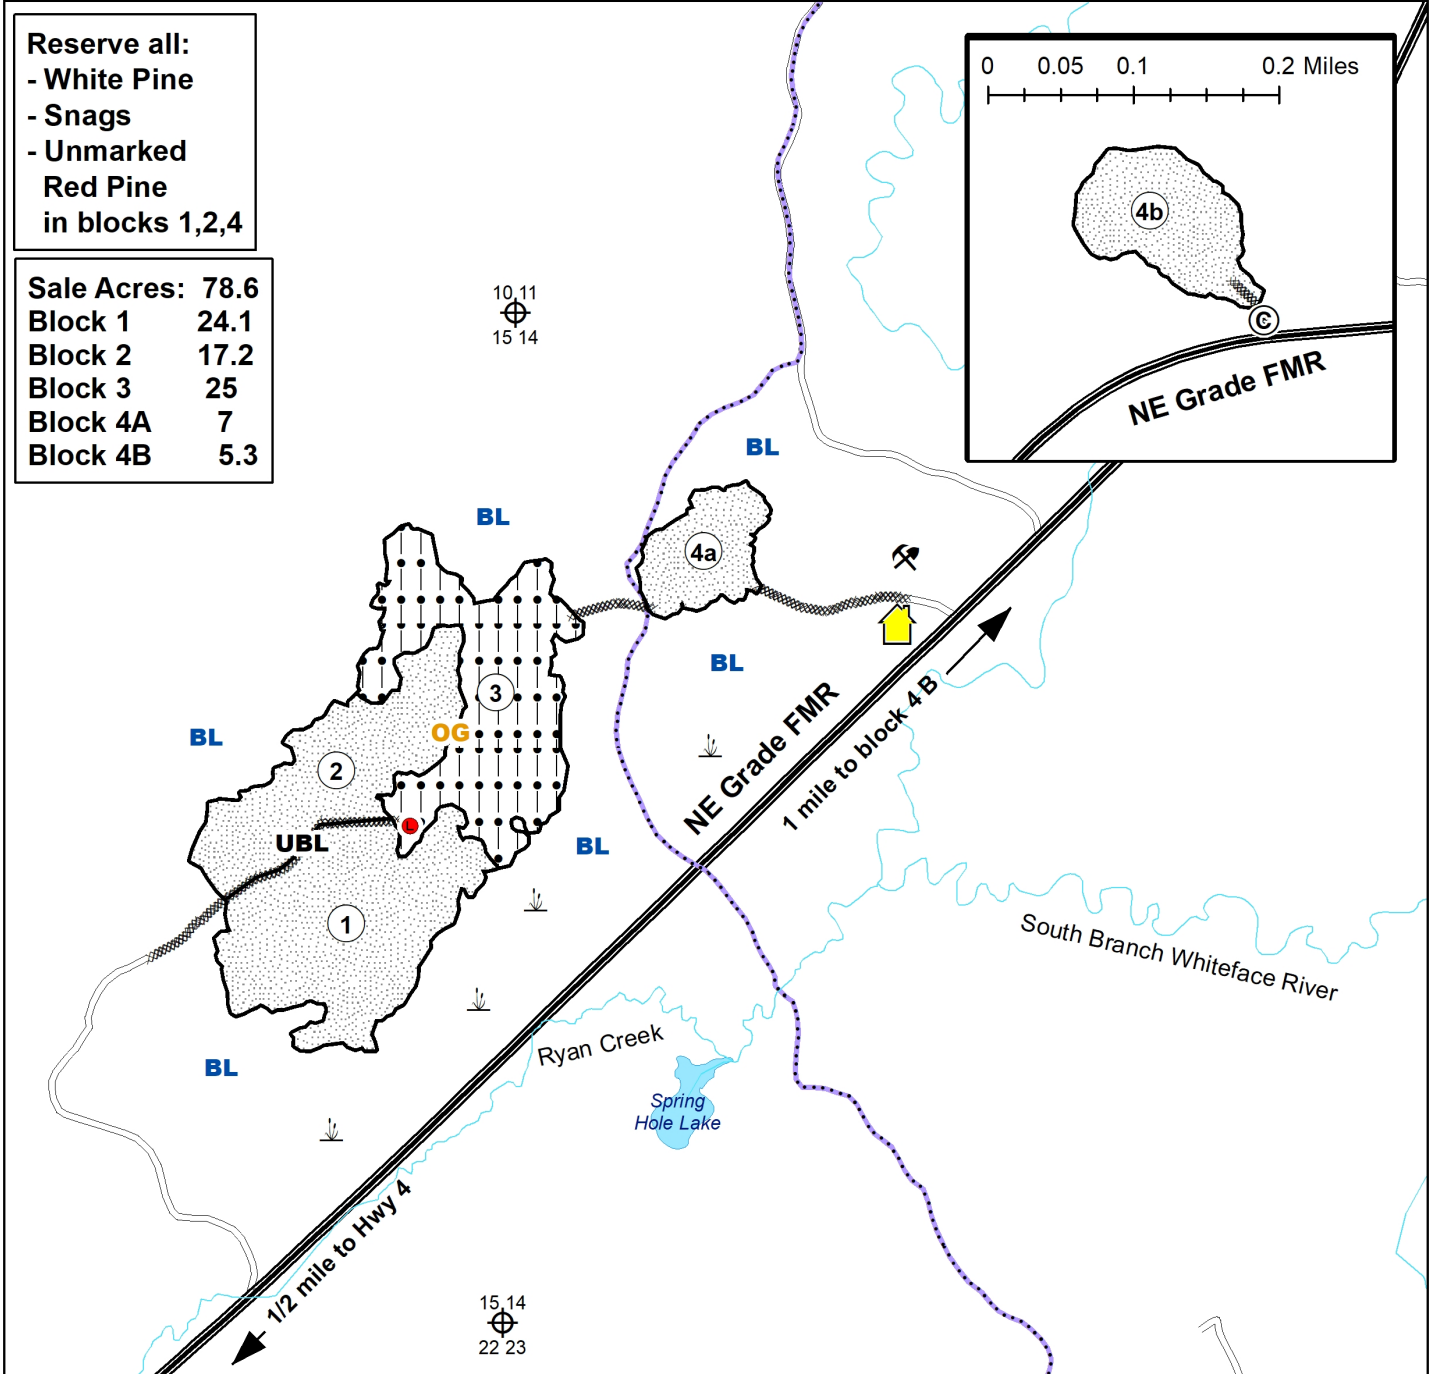 Reserve all:
- White Pine
- Snags
- Unmarked
Red Pine
in blocks 1,2,4
Sale Acres: 78.6
Block 1 24.1
Block 2 17.2
Block 3 25
Block 4A 7
Block 4B 5.3
0 0.05 0.1 0.2 Miles
4b
C
NE Grade FMR
10 11
15 14
BL
BL
4a
BL
3
OG
BL
2
L
UBL
BL
1
BL
NE Grade FMR
1 mile to block 4 B
South Branch Whiteface River
Ryan Creek
Spring
Hole Lake
1/2 mile to Hwy 4
15 14
22 23